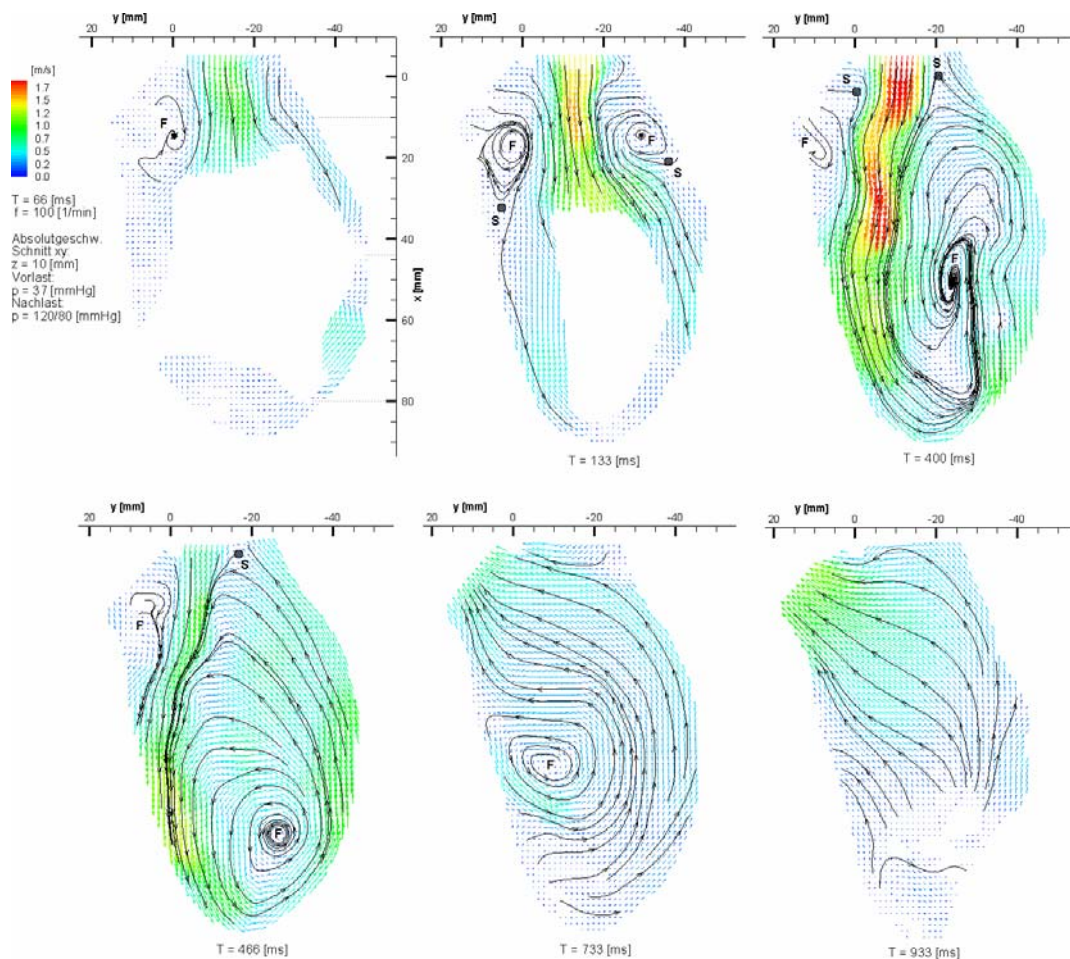 y [mm]
20 0 -20 -40
y [mm]
20 0 -20 -40
y [mm]
20 0 -20 -40
[m/s]
1.7
1.5
1.2
1.0
0.7
0.5
0.2
0.0
T = 66 [ms]
f = 100 [1/min]
Absolutgeschw.
Schnitt xy:
z = 10 [mm]
Vorlast:
p = 37 [mmHg]
Nachlast:
p = 120/80 [mmHg]
F
0
20
40
60
80
x [mm]
F
F
S
S
T = 133 [ms]
S
S
F
F
T = 400 [ms]
y [mm]
20 0 -20 -40
y [mm]
20 0 -20 -40
y [mm]
20 0 -20 -40
S
F
F
T = 466 [ms]
F
T = 733 [ms]
T = 933 [ms]